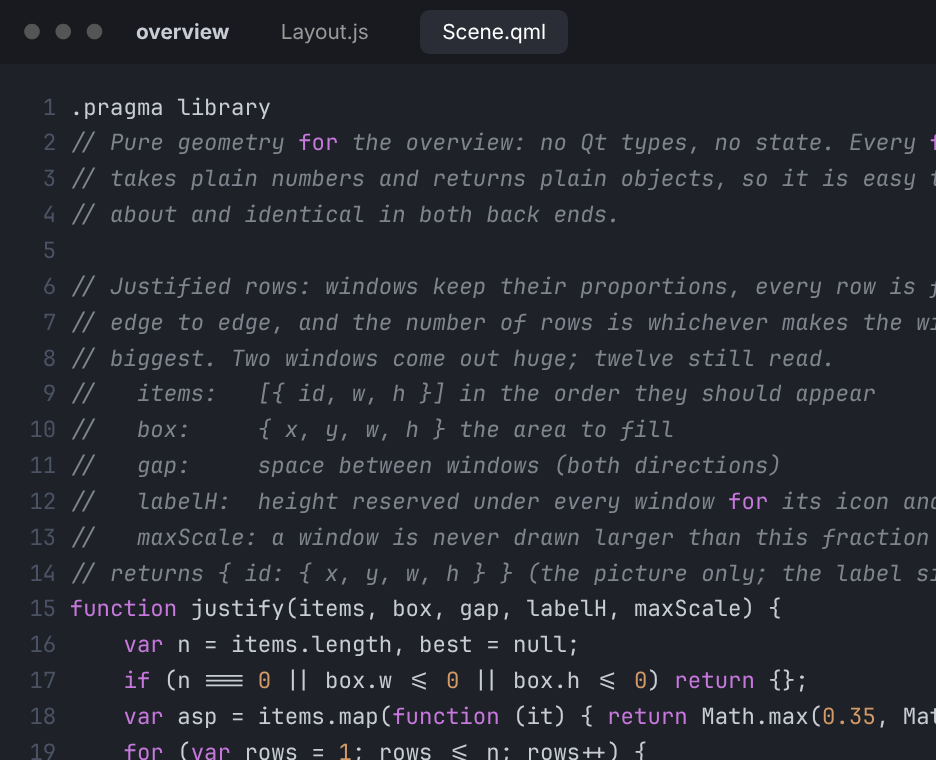 overview Layout.js Scene.qml
1 .pragma library
2 // Pure geometry for the overview: no Qt types, no state. Every
3 // takes plain numbers and returns plain objects, so it is easy
4 // about and identical in both back ends.
5
6 // Justified rows: windows keep their proportions, every row is
7 // edge to edge, and the number of rows is whichever makes the
8 // biggest. Two windows come out huge; twelve still read.
9 //   items:   [{ id, w, h }] in the order they should appear
10 //   box:     { x, y, w, h } the area to fill
11 //   gap:     space between windows (both directions)
12 //   labelH:  height reserved under every window for its icon and
13 //   maxScale: a window is never drawn larger than this fraction
14 // returns { id: { x, y, w, h } } (the picture only; the label
15 function justify(items, box, gap, labelH, maxScale) {
16     var n = items.length, best = null;
17     if (n === 0 || box.w <= 0 || box.h <= 0) return {};
18     var asp = items.map(function (it) { return Math.max(0.35, Mat
19     for (var rows = 1; rows <= n; rows++) {